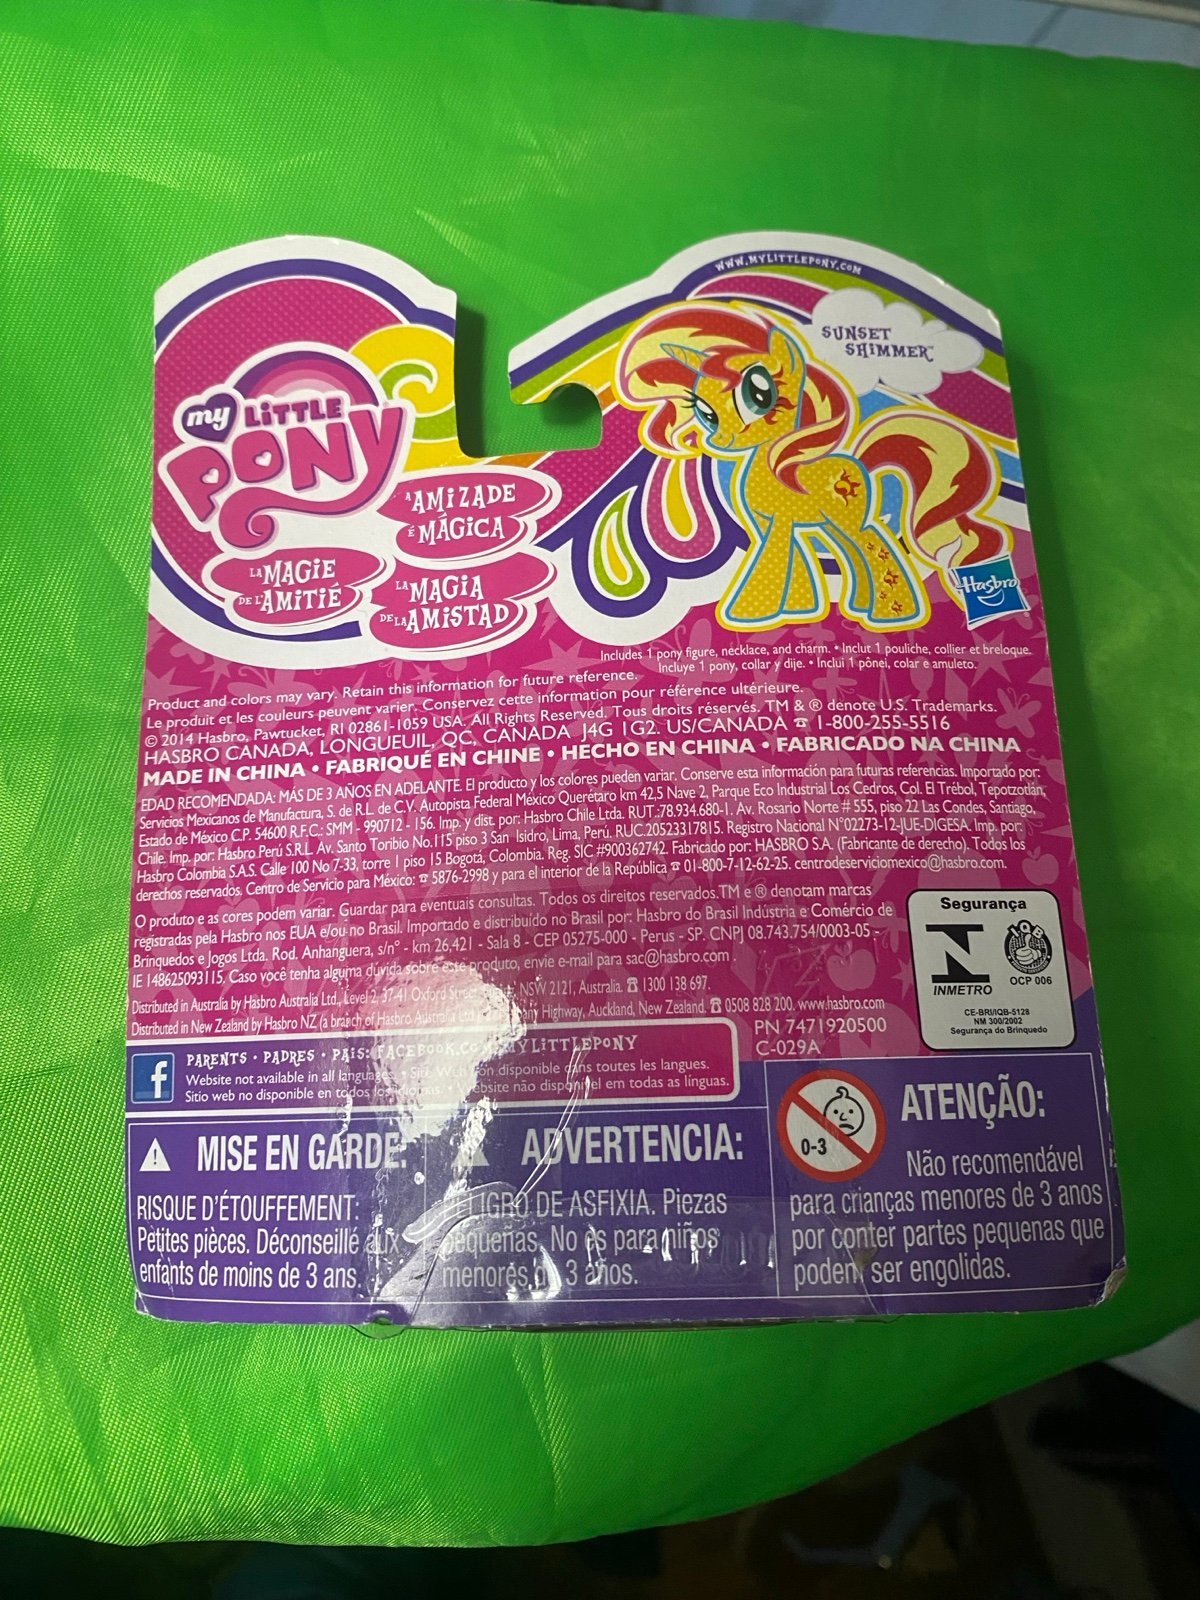 WWW.MYLITTLEPONY.COM
SUNSET
SHIMMER™
my LITTLE
PONY
A AMIZADE
É MÁGICA
LA MAGIE
DE L'AMITIÉ
LA MAGIA
DE LA AMISTAD
Hasbro
Includes 1 pony figure, necklace, and charm. • Inclut 1 pouliche, collier et breloque.
Incluye 1 pony, collar y dije. • Inclui 1 pônei, colar e amuleto.
Product and colors may vary. Retain this information for future reference.
Le produit et les couleurs peuvent varier. Conservez cette information pour référence ultérieure.
© 2014 Hasbro, Pawtucket, RI 02861-1059 USA. All Rights Reserved. Tous droits réservés. TM & ® denote U.S. Trademarks.
HASBRO CANADA, LONGUEUIL, QC, CANADA J4G 1G2. US/CANADA ☎ 1-800-255-5516
MADE IN CHINA • FABRIQUÉ EN CHINE • HECHO EN CHINA • FABRICADO NA CHINA
EDAD RECOMENDADA: MÁS DE 3 AÑOS EN ADELANTE. El producto y los colores pueden variar. Conserve esta información para futuras referencias. Importado por:
Servicios Mexicanos de Manufactura, S. de R.L. de C.V. Autopista Federal México Querétaro km 42,5 Nave 2, Parque Eco Industrial Los Cedros, Col. El Trébol, Tepotzotlán,
Estado de México C.P. 54600 R.F.C.: SMM - 990712 - 156. Imp. y dist. por: Hasbro Chile Ltda. RUT.:78.934.680-1. Av. Rosario Norte # 555, piso 22 Las Condes, Santiago,
Chile. Imp. por: Hasbro Perú S.R.L. Av. Santo Toribio No.115 piso 3 San Isidro, Lima, Perú. RUC.20523317815. Registro Nacional N°02273-12-JUE-DIGESA. Imp. por:
Hasbro Colombia S.A.S. Calle 100 No 7-33, torre 1 piso 15 Bogotá, Colombia. Reg. SIC #900362742. Fabricado por: HASBRO S.A. (Fabricante de derecho). Todos los
derechos reservados. Centro de Servicio para México: ☎ 5876-2998 y para el interior de la República ☎ 01-800-7-12-62-25. centrodeserviciomexico@hasbro.com.
O produto e as cores podem variar. Guardar para eventuais consultas. Todos os direitos reservados.TM e ® denotam marcas
registradas pela Hasbro nos EUA e/ou no Brasil. Importado e distribuído no Brasil por: Hasbro do Brasil Indústria e Comércio de
Brinquedos e Jogos Ltda. Rod. Anhanguera, s/n° - km 26,421 - Sala 8 - CEP 05275-000 - Perus - SP. CNPJ 08.743.754/0003-05 -
IE 148625093115. Caso você tenha alguma dúvida sobre este produto, envie e-mail para sac@hasbro.com.
Distributed in Australia by Hasbro Australia Ltd., Level 2, 37-41 Oxford Street, NSW 2121, Australia. ☎ 1300 138 697.
Distributed in New Zealand by Hasbro NZ (a branch of Hasbro Australia Ltd Highway, Auckland, New Zealand. ☎ 0508 828 200. www.hasbro.com
PN 7471920500
C-029A
Segurança
IQB
INMETRO
OCP 006
CE-BRI/IQB-5128
NM 300/2002
Segurança do Brinquedo
f
PARENTS • PADRES • PAIS: FACEBOOK.COM/MYLITTLEPONY
Website not available in all languages. • Site Web non disponible dans toutes les langues.
Sitio web no disponible en todos los idiomas. • Website não disponível em todas as línguas.
MISE EN GARDE:
RISQUE D'ÉTOUFFEMENT:
Petites pièces. Déconseillé aux
enfants de moins de 3 ans.
ADVERTENCIA:
PELIGRO DE ASFIXIA. Piezas
pequeñas. No es para niños
menores de 3 años.
0-3
ATENÇÃO:
Não recomendável
para crianças menores de 3 anos
por conter partes pequenas que
podem ser engolidas.